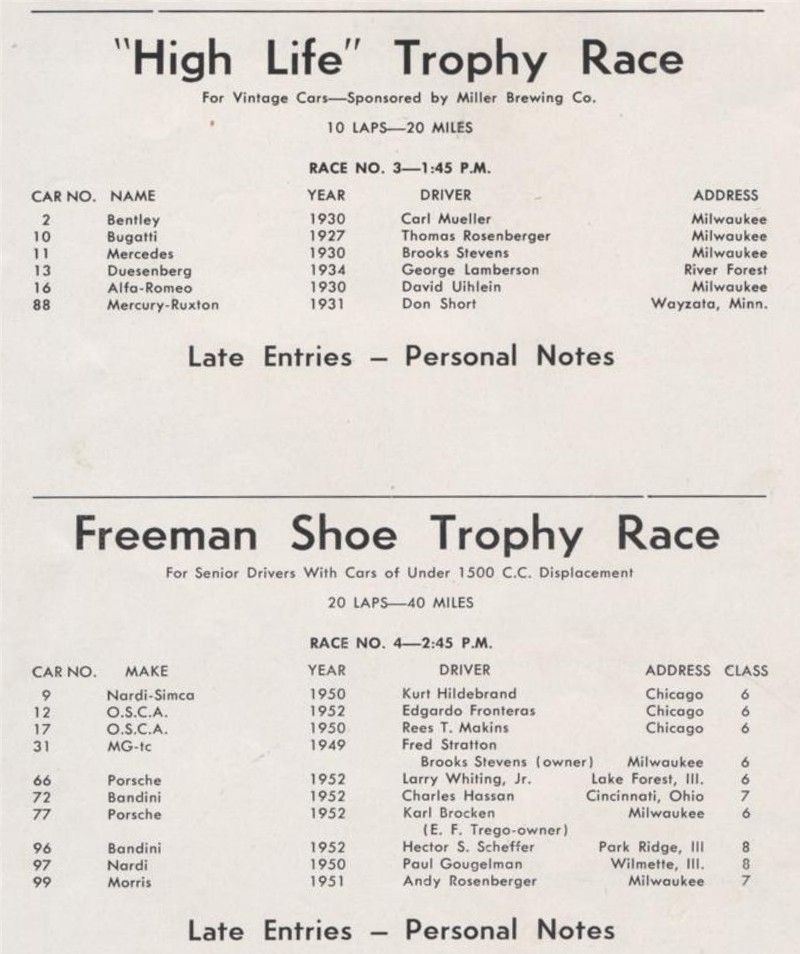 "High Life" Trophy Race
For Vintage Cars—Sponsored by Miller Brewing Co.
10 LAPS—20 MILES
RACE NO. 3—1:45 P.M.
CAR NO. NAME YEAR DRIVER ADDRESS
2 Bentley 1930 Carl Mueller Milwaukee
10 Bugatti 1927 Thomas Rosenberger Milwaukee
11 Mercedes 1930 Brooks Stevens Milwaukee
13 Duesenberg 1934 George Lamberson River Forest
16 Alfa-Romeo 1930 David Uihlein Milwaukee
88 Mercury-Ruxton 1931 Don Short Wayzata, Minn.
Late Entries — Personal Notes
Freeman Shoe Trophy Race
For Senior Drivers With Cars of Under 1500 C.C. Displacement
20 LAPS—40 MILES
RACE NO. 4—2:45 P.M.
CAR NO. MAKE YEAR DRIVER ADDRESS CLASS
9 Nardi-Simca 1950 Kurt Hildebrand Chicago 6
12 O.S.C.A. 1952 Edgardo Fronteras Chicago 6
17 O.S.C.A. 1950 Rees T. Makins Chicago 6
31 MG-tc 1949 Fred Stratton
Brooks Stevens (owner) Milwaukee 6
66 Porsche 1952 Larry Whiting, Jr. Lake Forest, Ill. 6
72 Bandini 1952 Charles Hassan Cincinnati, Ohio 7
77 Porsche 1952 Karl Brocken Milwaukee 6
(E. F. Trego-owner)
96 Bandini 1952 Hector S. Scheffer Park Ridge, Ill 8
97 Nardi 1950 Paul Gougelman Wilmette, Ill. 8
99 Morris 1951 Andy Rosenberger Milwaukee 7
Late Entries — Personal Notes